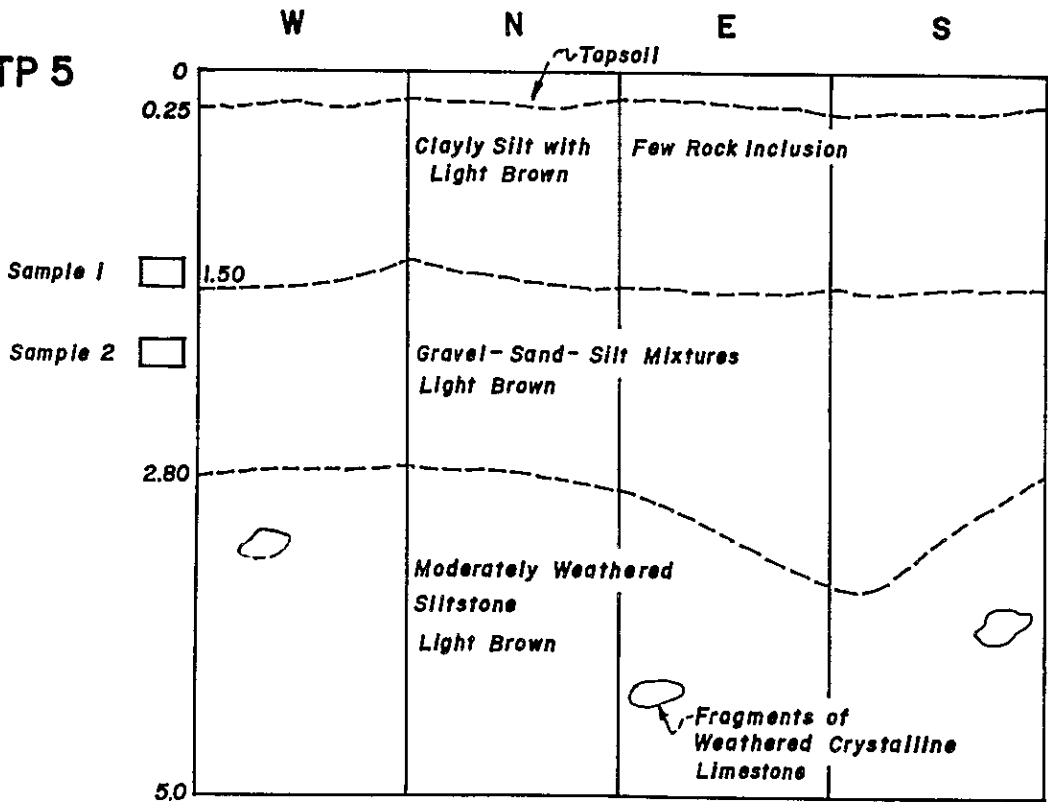 W N E S
TP 5
Topsoil
0
0.25
Clayly Silt with
Light Brown
Few Rock Inclusion
Sample 1
1.50
Sample 2
Gravel-Sand-Silt Mixtures
Light Brown
2.80
Moderately Weathered
Siltstone
Light Brown
Fragments of
Weathered Crystalline
Limestone
5.0